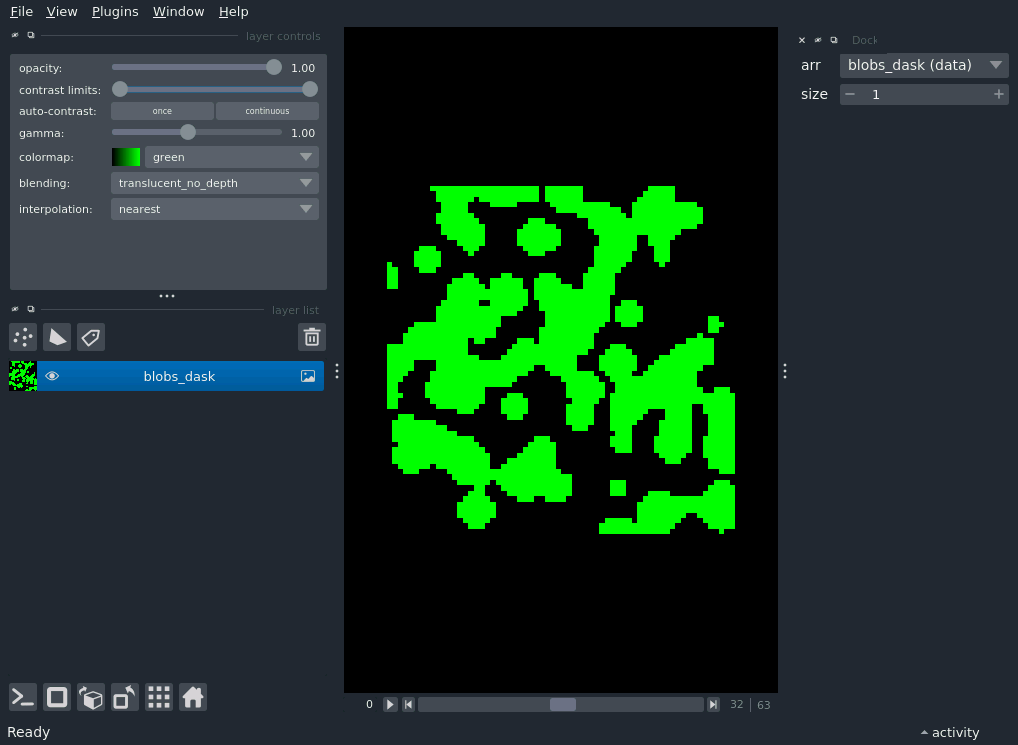 File View Plugins Window Help
layer controls
opacity: 1.00
contrast limits:
auto-contrast: once continuous
gamma: 1.00
colormap: green
blending: translucent_no_depth
interpolation: nearest
layer list
blobs_dask
Dock
arr blobs_dask (data)
size 1
0 32 63
Ready
activity